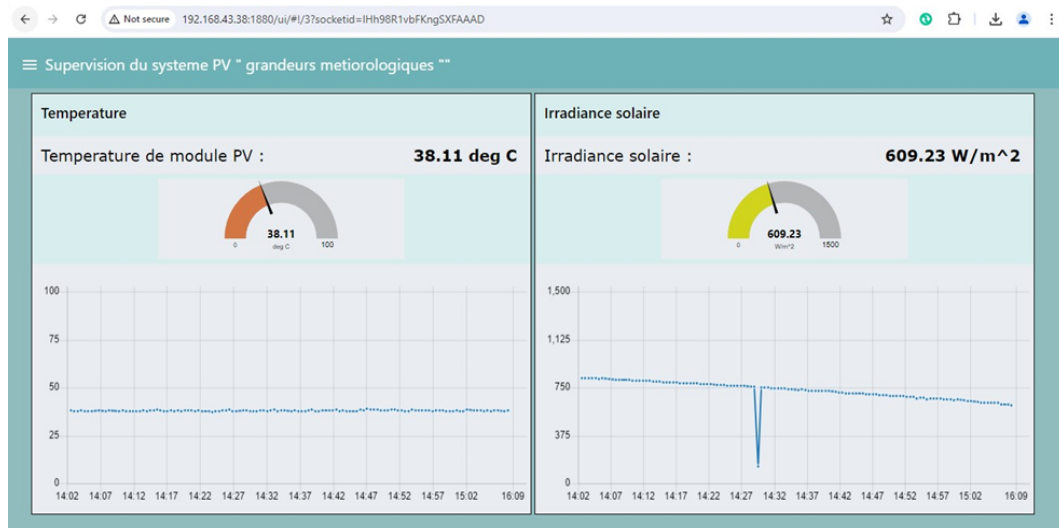 Not secure 192.168.43.38:1880/ui/#!/3?socketid=IHh98R1vbFKngSXFAAAD
Supervision du systeme PV " grandeurs metiorologiques ""
Temperature
Temperature de module PV : 38.11 deg C
38.11
0 deg C 100
100
75
50
25
0
14:02 14:07 14:12 14:17 14:22 14:27 14:32 14:37 14:42 14:47 14:52 14:57 15:02 16:09
Irradiance solaire
Irradiance solaire : 609.23 W/m^2
609.23
0 W/m^2 1500
1,500
1,125
750
375
0
14:02 14:07 14:12 14:17 14:22 14:27 14:32 14:37 14:42 14:47 14:52 14:57 15:02 16:09